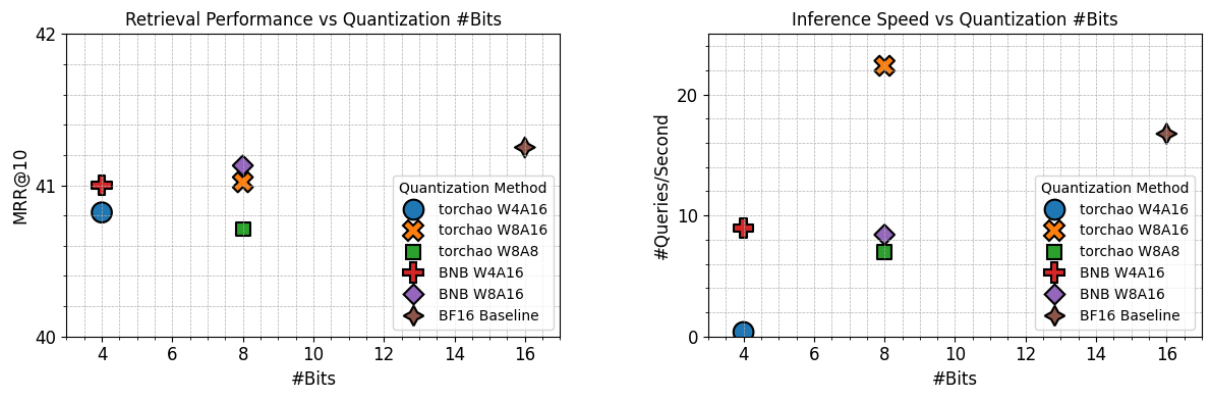 Retrieval Performance vs Quantization #Bits
42
41
40
MRR@10
4 6 8 10 12 14 16
#Bits
Quantization Method
torchao W4A16
torchao W8A16
torchao W8A8
BNB W4A16
BNB W8A16
BF16 Baseline
Inference Speed vs Quantization #Bits
20
10
0
#Queries/Second
4 6 8 10 12 14 16
#Bits
Quantization Method
torchao W4A16
torchao W8A16
torchao W8A8
BNB W4A16
BNB W8A16
BF16 Baseline